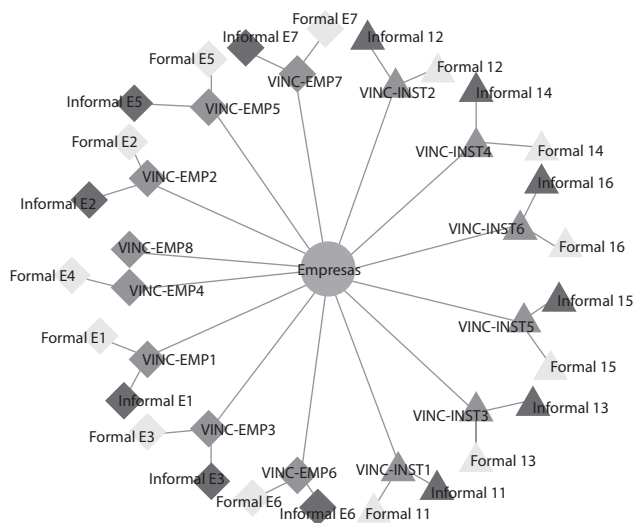 Formal E7
Informal E7
Informal 12
Formal E5
VINC-EMP7
Formal 12
VINC-INST2
Informal 14
Informal E5
VINC-EMP5
Formal E2
VINC-INST4
Formal 14
VINC-EMP2
Informal 16
Informal E2
VINC-INST6
VINC-EMP8
Formal 16
Empresas
Formal E4
VINC-EMP4
Informal 15
VINC-INST5
Formal E1
VINC-EMP1
Formal 15
Informal E1
Informal 13
VINC-INST3
VINC-EMP3
Formal E3
Formal 13
VINC-INST1
VINC-EMP6
Informal E3
Informal 11
Formal E6
Informal E6
Formal 11